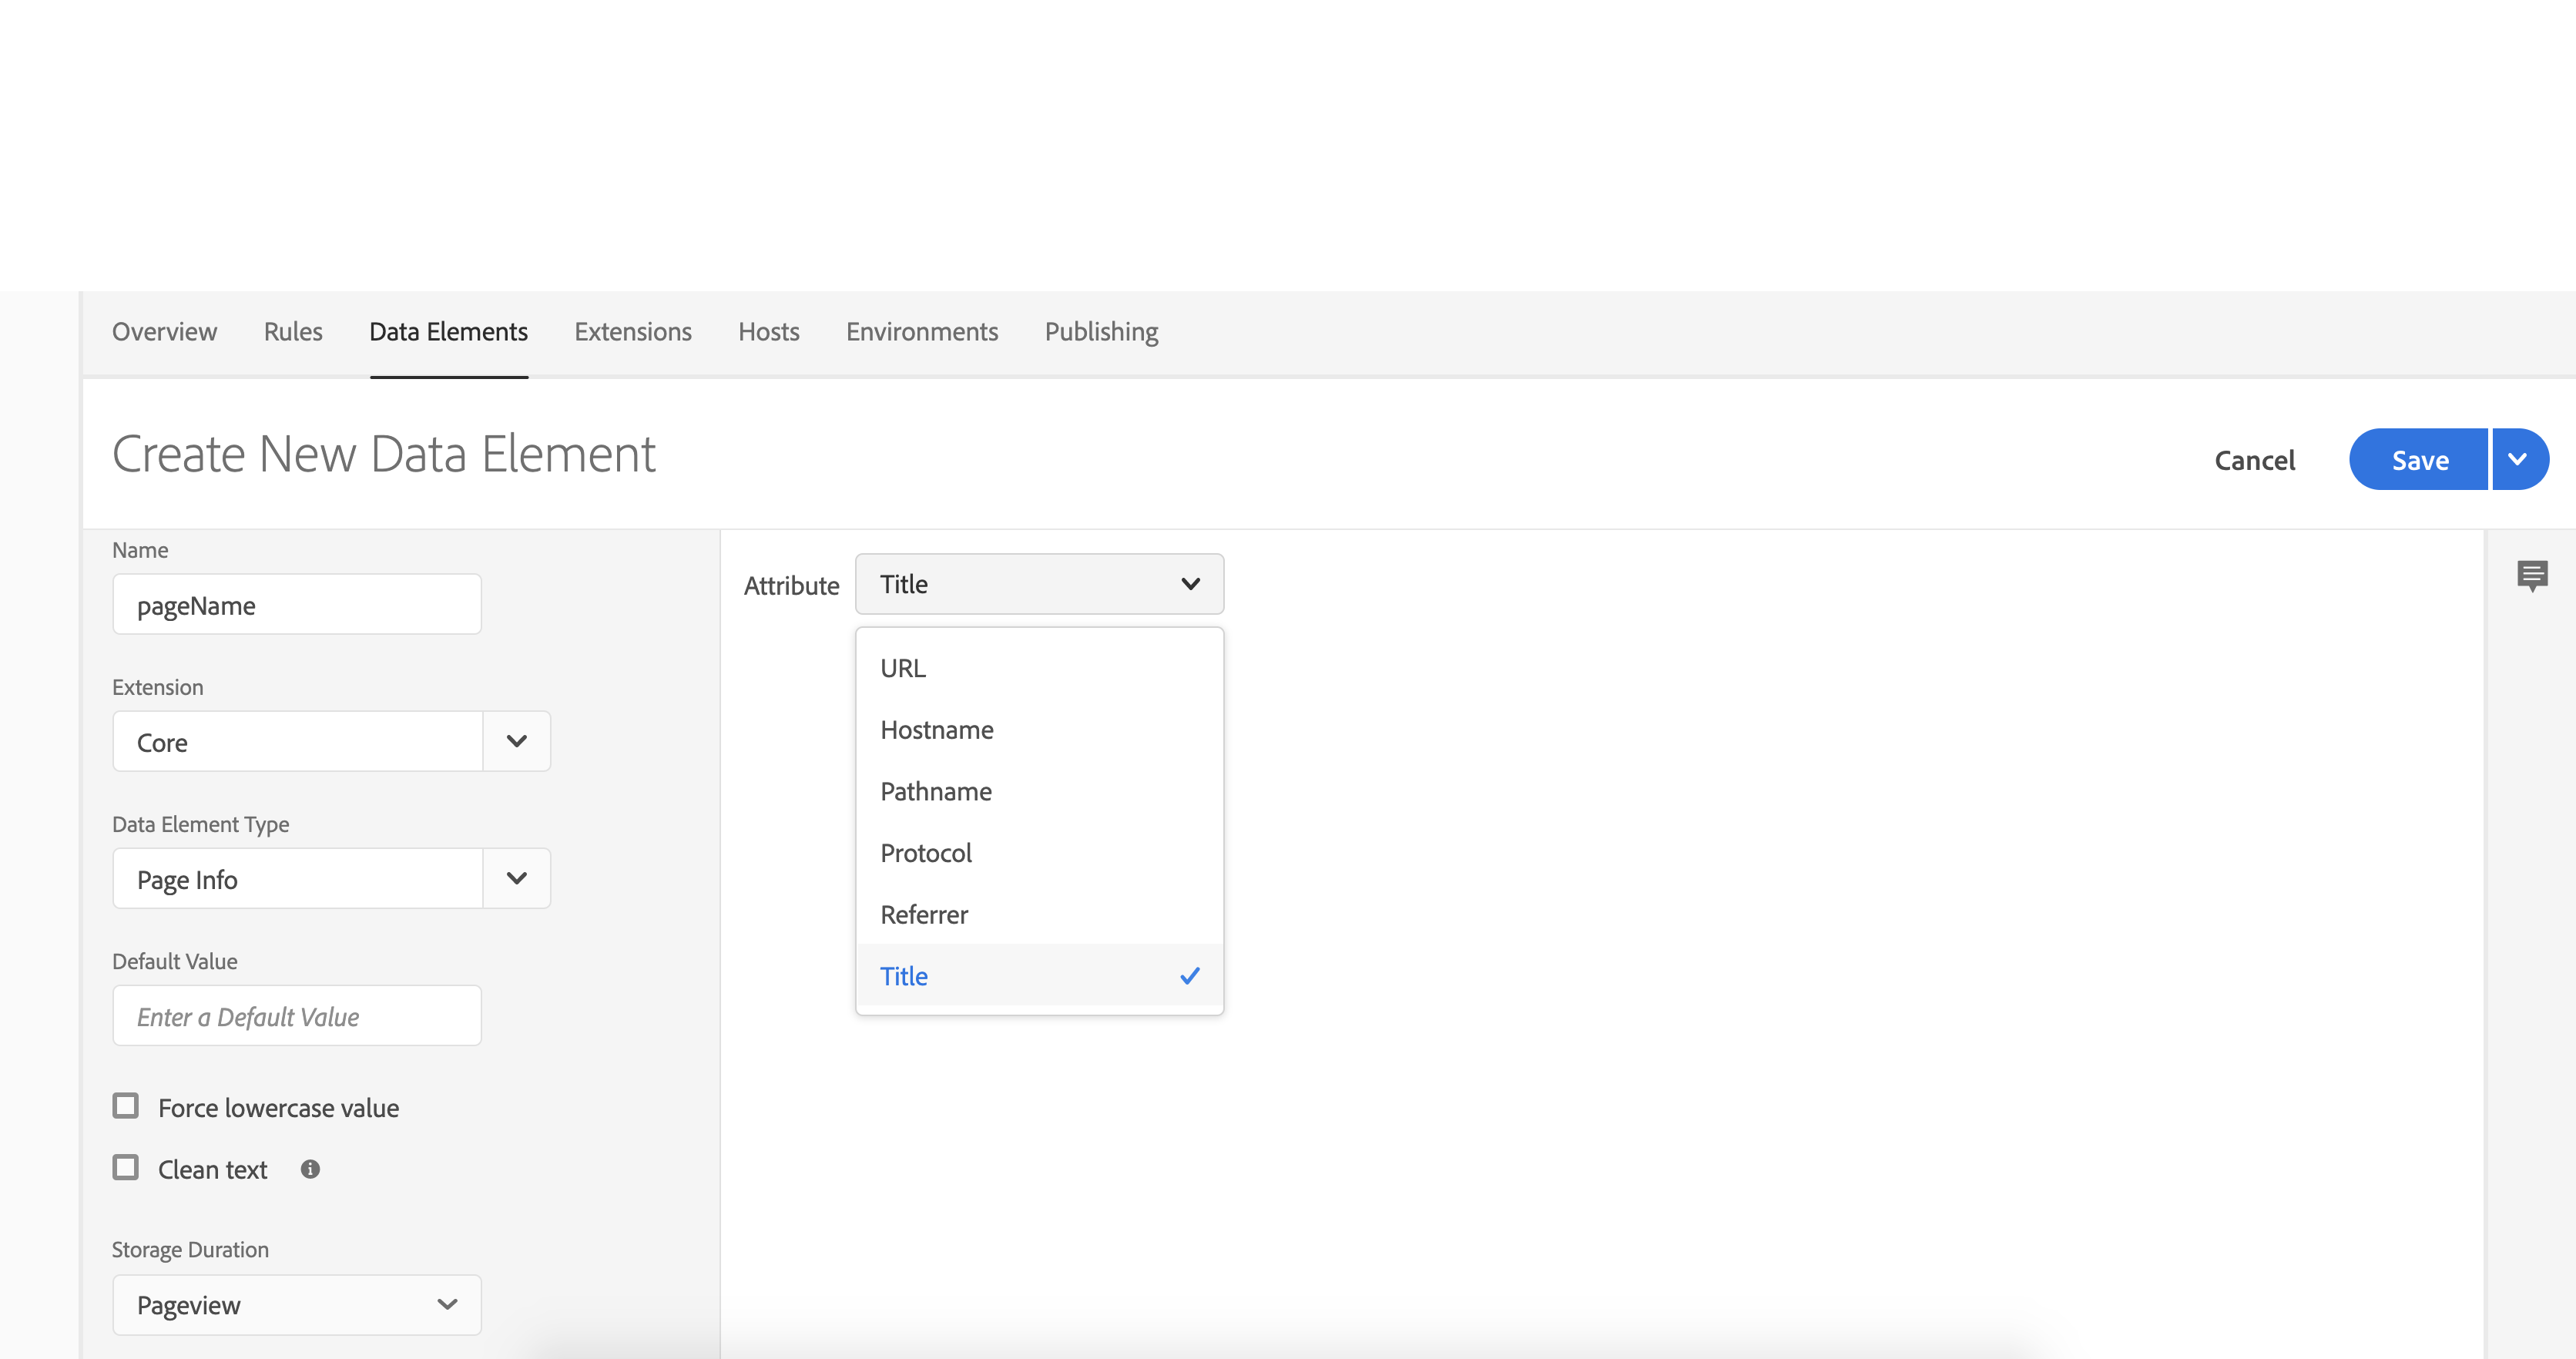 Overview Rules Data Elements Extensions Hosts Environments Publishing
Create New Data Element
Cancel
Save
Name
pageName
Extension
Core
Data Element Type
Page Info
Default Value
Enter a Default Value
Force lowercase value
Clean text
Storage Duration
Pageview
Attribute
Title
URL
Hostname
Pathname
Protocol
Referrer
Title